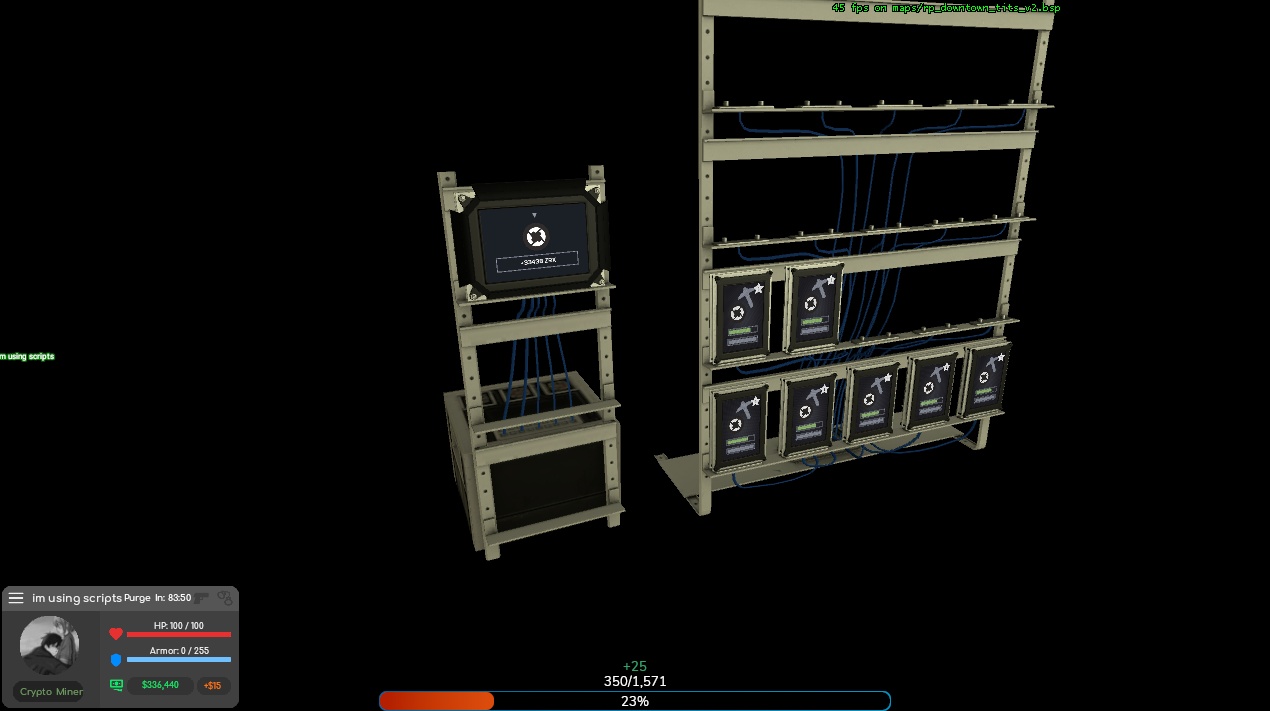 45 fps on maps/rp_downtown_tits_v2.bsp
im using scripts
im using scripts Purge In: 83:50
HP: 100 / 100
Armor: 0 / 255
Crypto Miner
$336,440
+$15
+25
350/1,571
23%